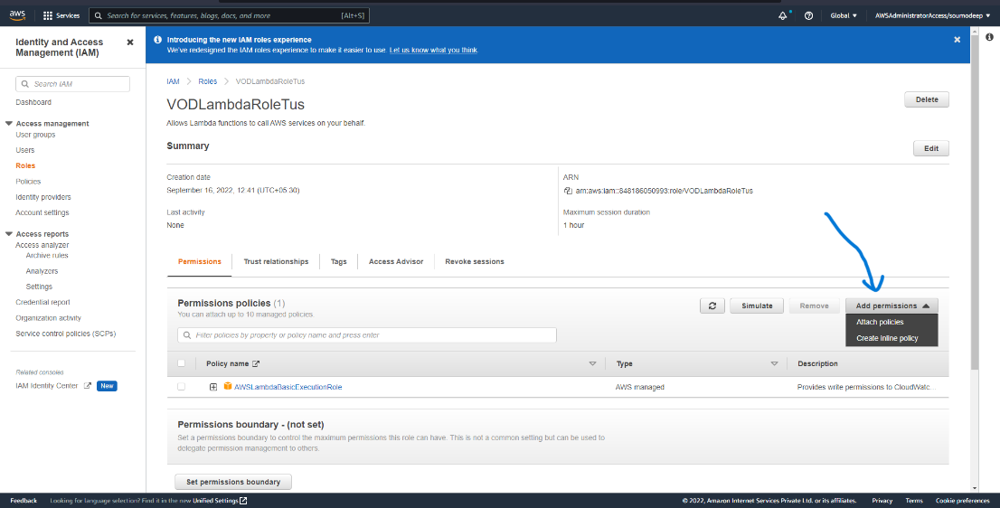 aws Services Search for services, features, blogs, docs, and more [Alt+S] Global AWSAdministratorAccess/soumodeep
Identity and Access
Management (IAM)
Search IAM
Dashboard
Access management
User groups
Users
Roles
Policies
Identity providers
Account settings
Access reports
Access analyzer
Archive rules
Analyzers
Settings
Credential report
Organization activity
Service control policies (SCPs)
Related consoles
IAM Identity Center New
Introducing the new IAM roles experience
We've redesigned the IAM roles experience to make it easier to use. Let us know what you think.
IAM Roles VODLambdaRoleTus
VODLambdaRoleTus Delete
Allows Lambda functions to call AWS services on your behalf.
Summary Edit
Creation date ARN
September 16, 2022, 12:41 (UTC+05:30) arn:aws:iam::848186050993:role/VODLambdaRoleTus
Last activity Maximum session duration
None 1 hour
Permissions Trust relationships Tags Access Advisor Revoke sessions
Permissions policies (1) Simulate Remove Add permissions
You can attach up to 10 managed policies.
Attach policies
Create inline policy
Filter policies by property or policy name and press enter
Policy name Type Description
AWSLambdaBasicExecutionRole AWS managed Provides write permissions to CloudWatc...
Permissions boundary - (not set)
Set a permissions boundary to control the maximum permissions this role can have. This is not a common setting but can be used to
delegate permission management to others.
Set permissions boundary
Feedback Looking for language selection? Find it in the new Unified Settings © 2022, Amazon Internet Services Private Ltd. or its affiliates. Privacy Terms Cookie preferences